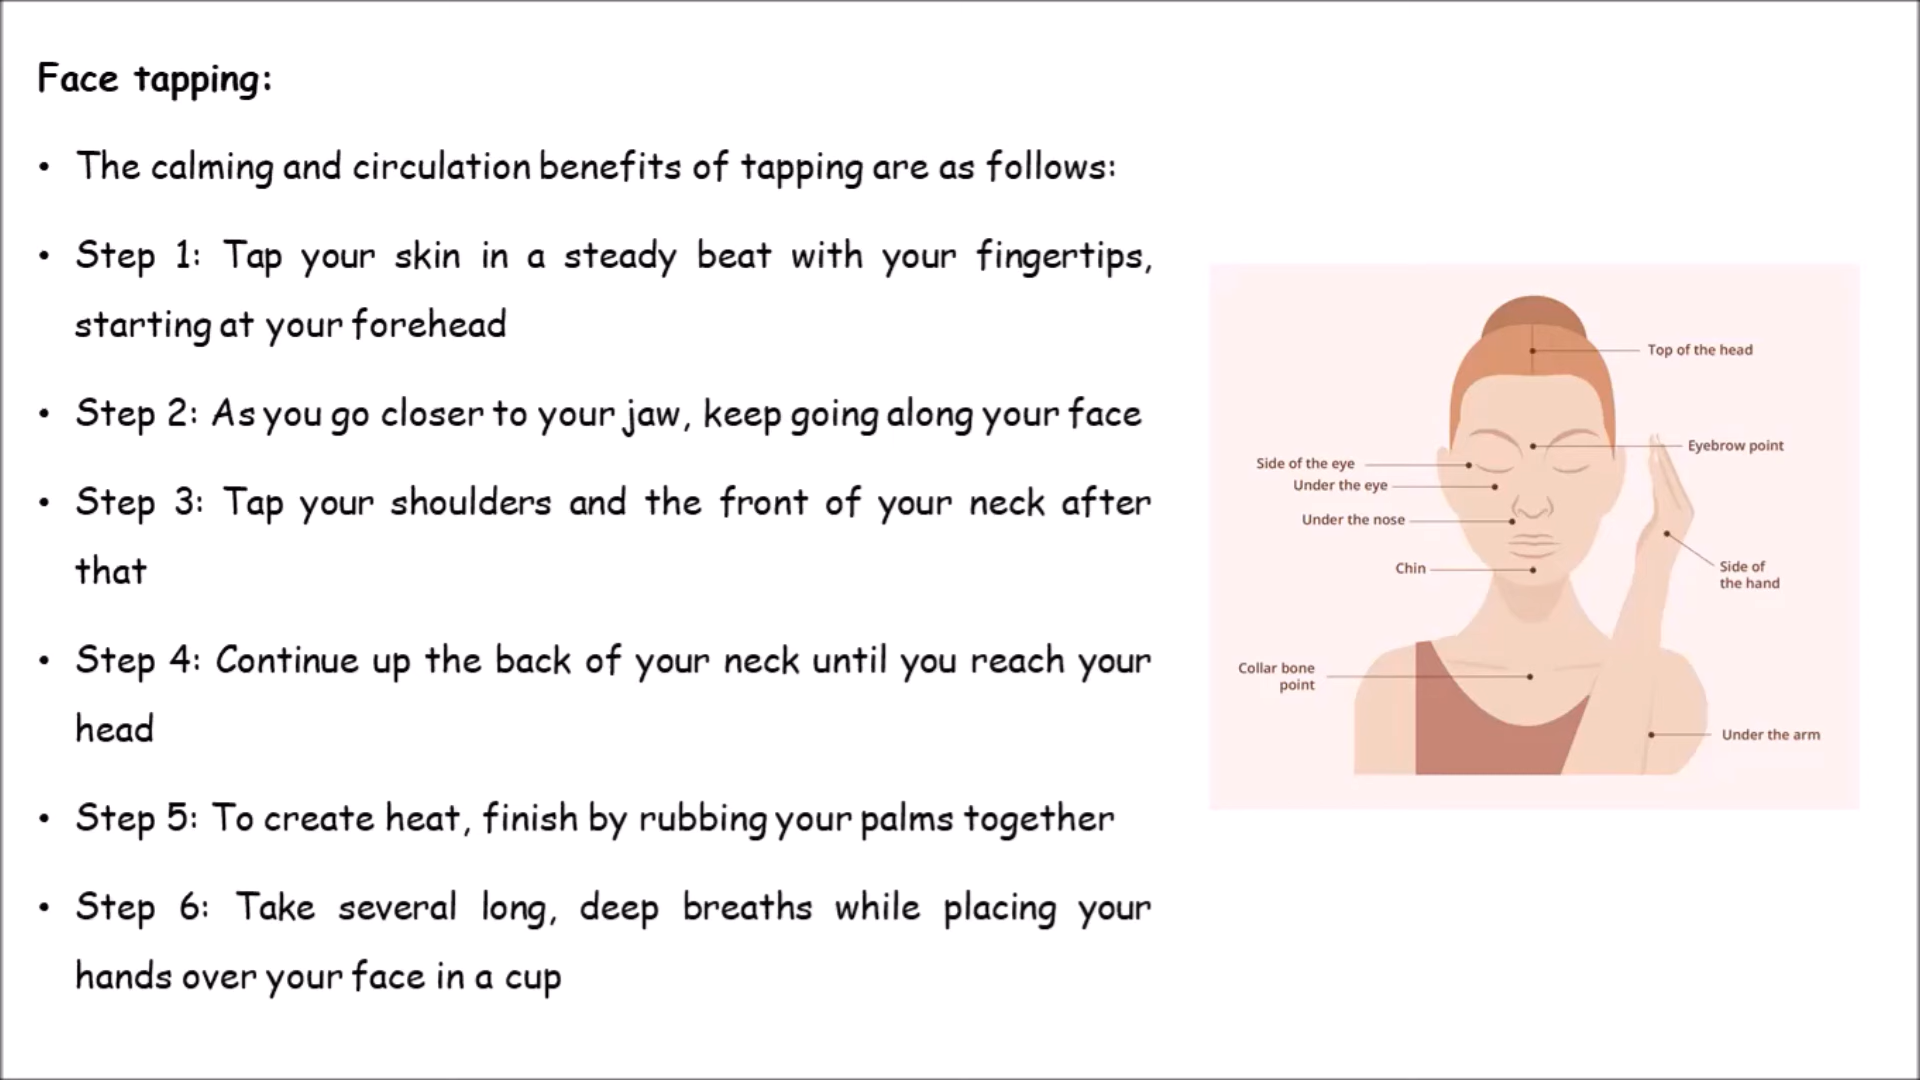 Face tapping:
• The calming and circulation benefits of tapping are as follows:
• Step 1: Tap your skin in a steady beat with your fingertips,
starting at your forehead
• Step 2: As you go closer to your jaw, keep going along your face
• Step 3: Tap your shoulders and the front of your neck after
that
• Step 4: Continue up the back of your neck until you reach your
head
• Step 5: To create heat, finish by rubbing your palms together
• Step 6: Take several long, deep breaths while placing your
hands over your face in a cup
Top of the head
Eyebrow point
Side of the eye
Under the eye
Under the nose
Chin
Side of
the hand
Collar bone
point
Under the arm